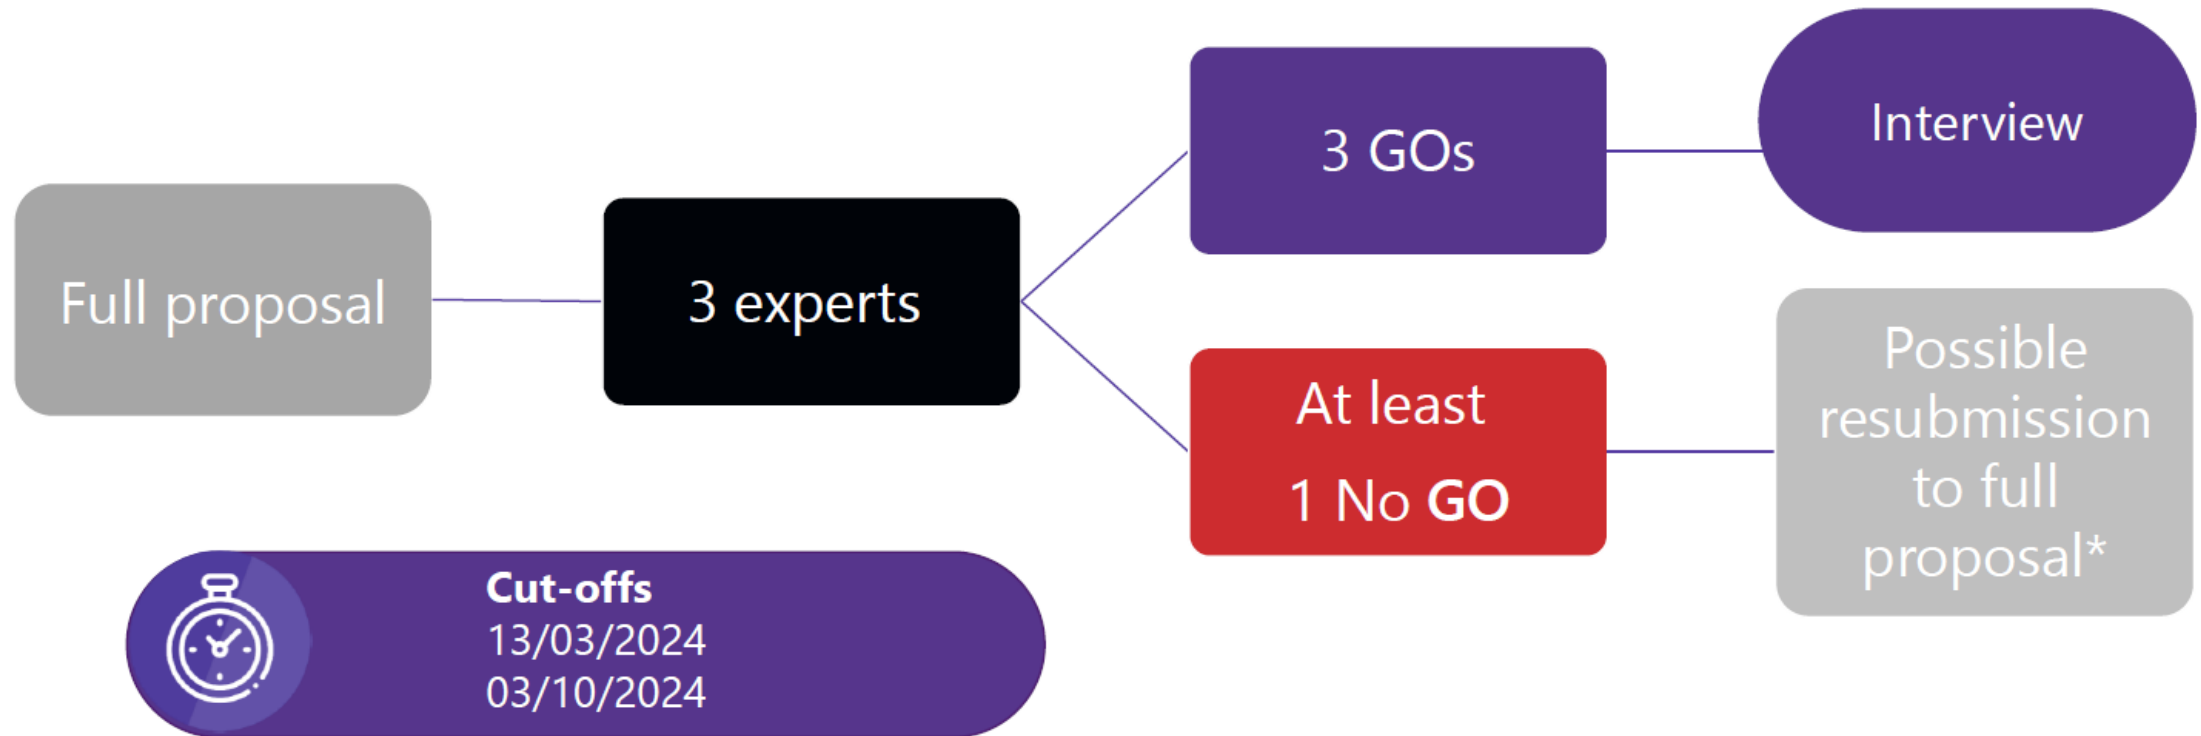 Full proposal
3 experts
3 GOs
Interview
At least
1 No GO
Possible
resubmission
to full
proposal*
Cut-offs
13/03/2024
03/10/2024